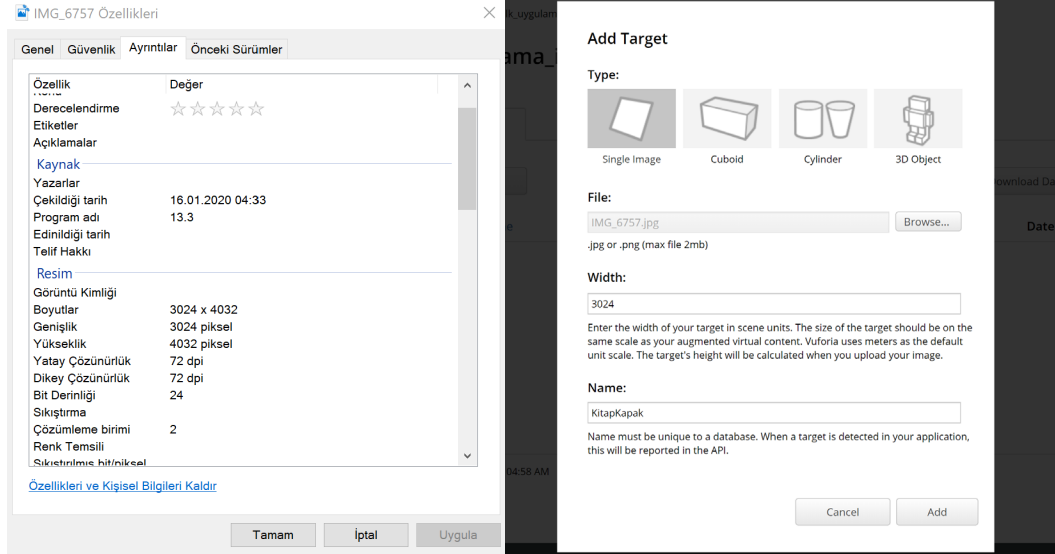 IMG_6757 Özellikleri
Genel Güvenlik Ayrıntılar Önceki Sürümler
Özellik Değer
Derecelendirme
Etiketler
Açıklamalar
Kaynak
Yazarlar
Çekildiği tarih 16.01.2020 04:33
Program adı 13.3
Edinildiği tarih
Telif Hakkı
Resim
Görüntü Kimliği
Boyutlar 3024 x 4032
Genişlik 3024 piksel
Yükseklik 4032 piksel
Yatay Çözünürlük 72 dpi
Dikey Çözünürlük 72 dpi
Bit Derinliği 24
Sıkıştırma
Çözümleme birimi 2
Renk Temsili
Sıkıştırılmış bit/piksel
Özellikleri ve Kişisel Bilgileri Kaldır
Tamam İptal Uygula
lk_uygulam
ama_i
04:58 AM
Add Target
Type:
Single Image Cuboid Cylinder 3D Object
File:
IMG_6757.jpg Browse...
.jpg or .png (max file 2mb)
Width:
3024
Enter the width of your target in scene units. The size of the target should be on the
same scale as your augmented virtual content. Vuforia uses meters as the default
unit scale. The target's height will be calculated when you upload your image.
Name:
KitapKapak
Name must be unique to a database. When a target is detected in your application,
this will be reported in the API.
Cancel Add
ownload Da
Date